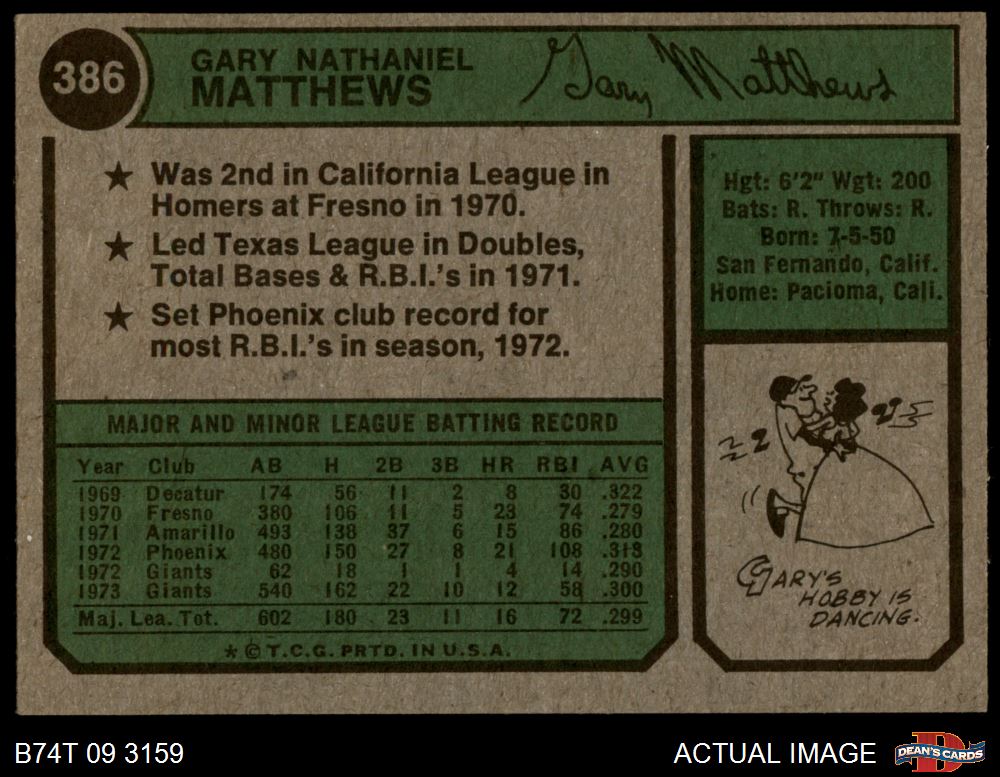 386
GARY NATHANIEL
MATTHEWS
Gary Matthews
★ Was 2nd in California League in
Homers at Fresno in 1970.
★ Led Texas League in Doubles,
Total Bases & R.B.I.'s in 1971.
★ Set Phoenix club record for
most R.B.I.'s in season, 1972.
Hgt: 6'2" Wgt: 200
Bats: R. Throws: R.
Born: 7-5-50
San Fernando, Calif.
Home: Pacioma, Cali.
MAJOR AND MINOR LEAGUE BATTING RECORD
Year Club AB H 2B 3B HR RBI AVG
1969 Decatur 174 56 11 2 8 30 .322
1970 Fresno 380 106 11 5 23 74 .279
1971 Amarillo 493 138 37 6 15 86 .280
1972 Phoenix 480 150 27 8 21 108 .313
1972 Giants 62 18 1 1 4 14 .290
1973 Giants 540 162 22 10 12 58 .300
Maj. Lea. Tot. 602 180 23 11 16 72 .299
* © T.C.G. PRTD. IN U.S.A.
GARY'S
HOBBY IS
DANCING.
B74T 09 3159
ACTUAL IMAGE
DEAN'S CARDS